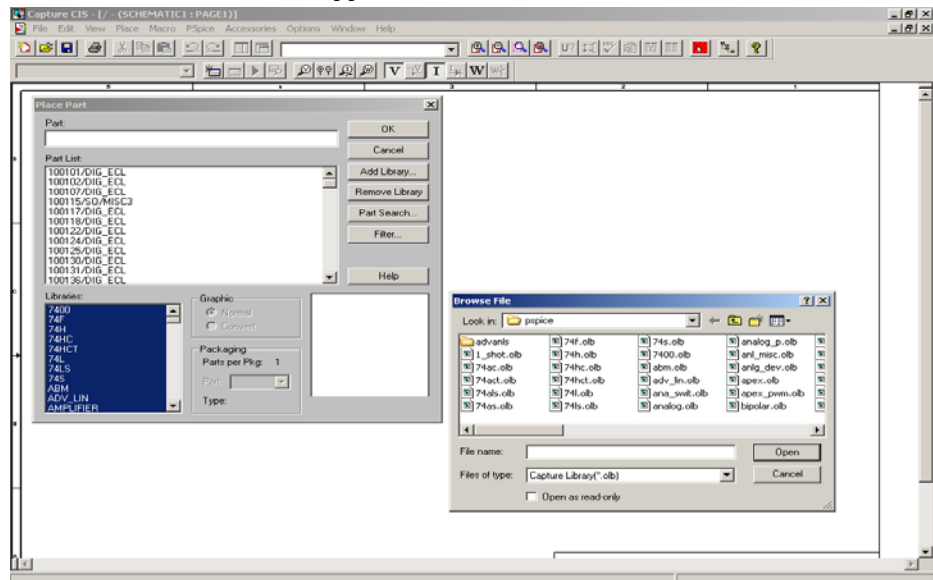 Capture CIS - [/ - (SCHEMATIC1 : PAGE1)]
File Edit View Place Macro PSpice Accessories Options Window Help
U?
V I W
5 4 3 2 1
Place Part
Part:
OK
Cancel
Part List:
100101/DIG_ECL
100102/DIG_ECL
100107/DIG_ECL
100115/SO/MISC3
100117/DIG_ECL
100118/DIG_ECL
100122/DIG_ECL
100124/DIG_ECL
100125/DIG_ECL
100130/DIG_ECL
100131/DIG_ECL
100136/DIG_ECL
Add Library...
Remove Library
Part Search...
Filter...
Help
Libraries:
7400
74F
74H
74HC
74HCT
74L
74LS
74S
ABM
ADV_LIN
AMPLIFIER
Graphic
Normal
Convert
Packaging
Parts per Pkg: 1
Part:
Type:
Browse File
Look in: pspice
advanls 74f.olb 74s.olb analog_p.olb
1_shot.olb 74h.olb 7400.olb anl_misc.olb
74ac.olb 74hc.olb abm.olb anlg_dev.olb
74act.olb 74hct.olb adv_lin.olb apex.olb
74als.olb 74l.olb ana_swit.olb apex_pwm.olb
74as.olb 74ls.olb analog.olb bipolar.olb
File name:
Open
Files of type: Capture Library(*.olb)
Cancel
Open as read-only